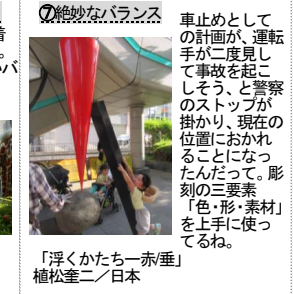 ⑦絶妙なバランス
車止めとして
の計画が、運転
手が二度見し
て事故を起こ
しそう、と警察
のストップが
掛かり、現在の
位置におかれ
ることになっ
たんだって。彫
刻の三要素
「色・形・素材」
を上手に使っ
てるね。
「浮くかたち―赤/垂」
植松奎二／日本